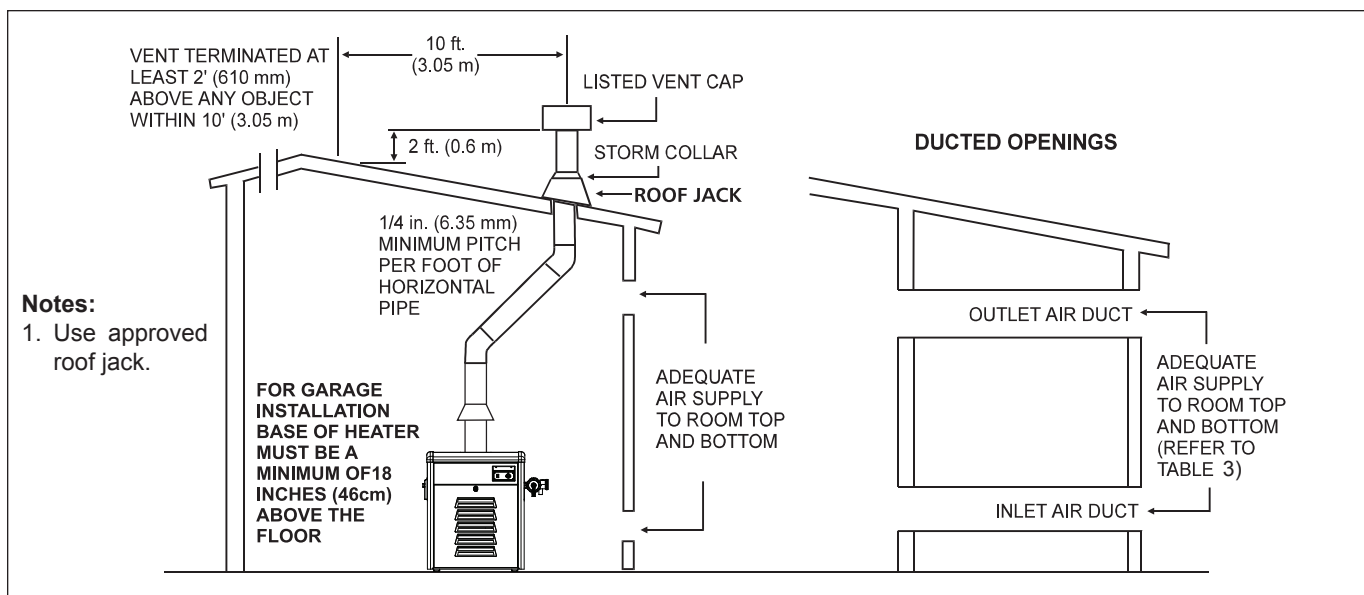 VENT TERMINATED AT
LEAST 2' (610 mm)
ABOVE ANY OBJECT
WITHIN 10' (3.05 m)
10 ft.
(3.05 m)
LISTED VENT CAP
2 ft. (0.6 m)
STORM COLLAR
ROOF JACK
1/4 in. (6.35 mm)
MINIMUM PITCH
PER FOOT OF
HORIZONTAL
PIPE
Notes:
1. Use approved
roof jack.
FOR GARAGE
INSTALLATION
BASE OF HEATER
MUST BE A
MINIMUM OF18
INCHES (46cm)
ABOVE THE
FLOOR
ADEQUATE
AIR SUPPLY
TO ROOM TOP
AND BOTTOM
DUCTED OPENINGS
OUTLET AIR DUCT
ADEQUATE
AIR SUPPLY
TO ROOM TOP
AND BOTTOM
(REFER TO
TABLE 3)
INLET AIR DUCT